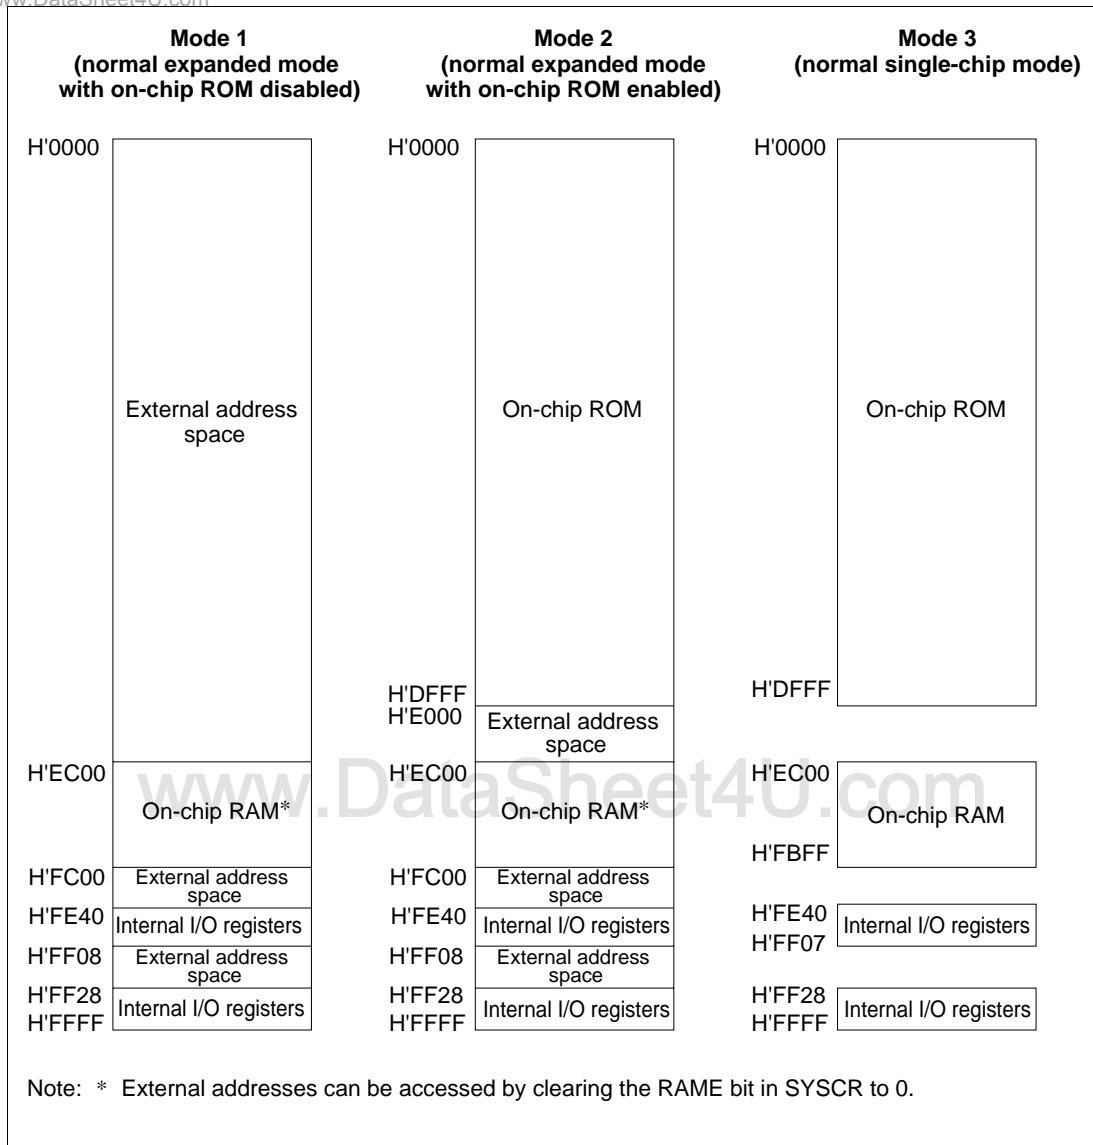 ww.DataSheet4U.com
Mode 1
(normal expanded mode
with on-chip ROM disabled)
Mode 2
(normal expanded mode
with on-chip ROM enabled)
Mode 3
(normal single-chip mode)
H'0000
External address
space
H'EC00
On-chip RAM*
H'FC00
External address
space
H'FE40
Internal I/O registers
H'FF08
External address
space
H'FF28
Internal I/O registers
H'FFFF
H'0000
On-chip ROM
H'DFFF
H'E000
External address
space
H'EC00
On-chip RAM*
H'FC00
External address
space
H'FE40
Internal I/O registers
H'FF08
External address
space
H'FF28
Internal I/O registers
H'FFFF
H'0000
On-chip ROM
H'DFFF
H'EC00
On-chip RAM
H'FBFF
H'FE40
Internal I/O registers
H'FF07
H'FF28
Internal I/O registers
H'FFFF
www.DataSheet4U.com
Note: * External addresses can be accessed by clearing the RAME bit in SYSCR to 0.